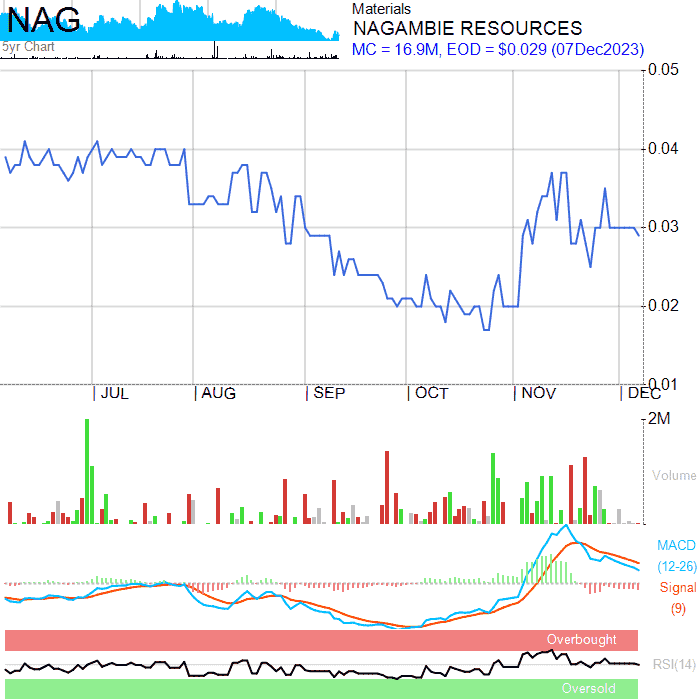 NAG
5yr Chart
Materials
NAGAMBIE RESOURCES
MC = 16.9M, EOD = $0.029 (07Dec2023)
0.05
0.04
0.03
0.02
0.01
JUL AUG SEP OCT NOV DEC
2M
Volume
MACD
(12-26)
Signal
(9)
Overbought
RSI(14)
Oversold